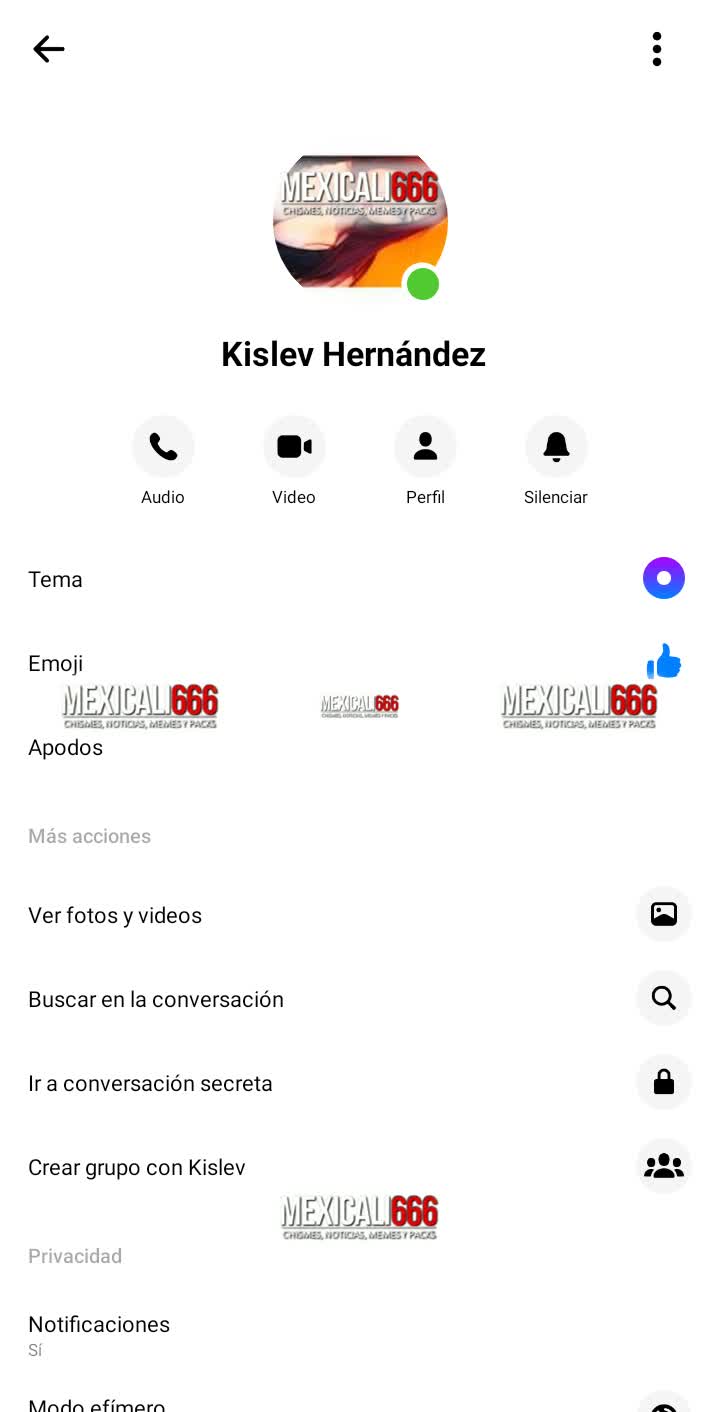 MEXICALI666
CHISMES, NOTICIAS, MEMES Y PACKS
Kislev Hernández
Audio
Video
Perfil
Silenciar
Tema
Emoji
MEXICALI666
CHISMES, NOTICIAS, MEMES Y PACKS
MEXICALI666
CHISMES, NOTICIAS, MEMES Y PACKS
MEXICALI666
CHISMES, NOTICIAS, MEMES Y PACKS
Apodos
Más acciones
Ver fotos y videos
Buscar en la conversación
Ir a conversación secreta
Crear grupo con Kislev
MEXICALI666
CHISMES, NOTICIAS, MEMES Y PACKS
Privacidad
Notificaciones
Sí
Modo efímero